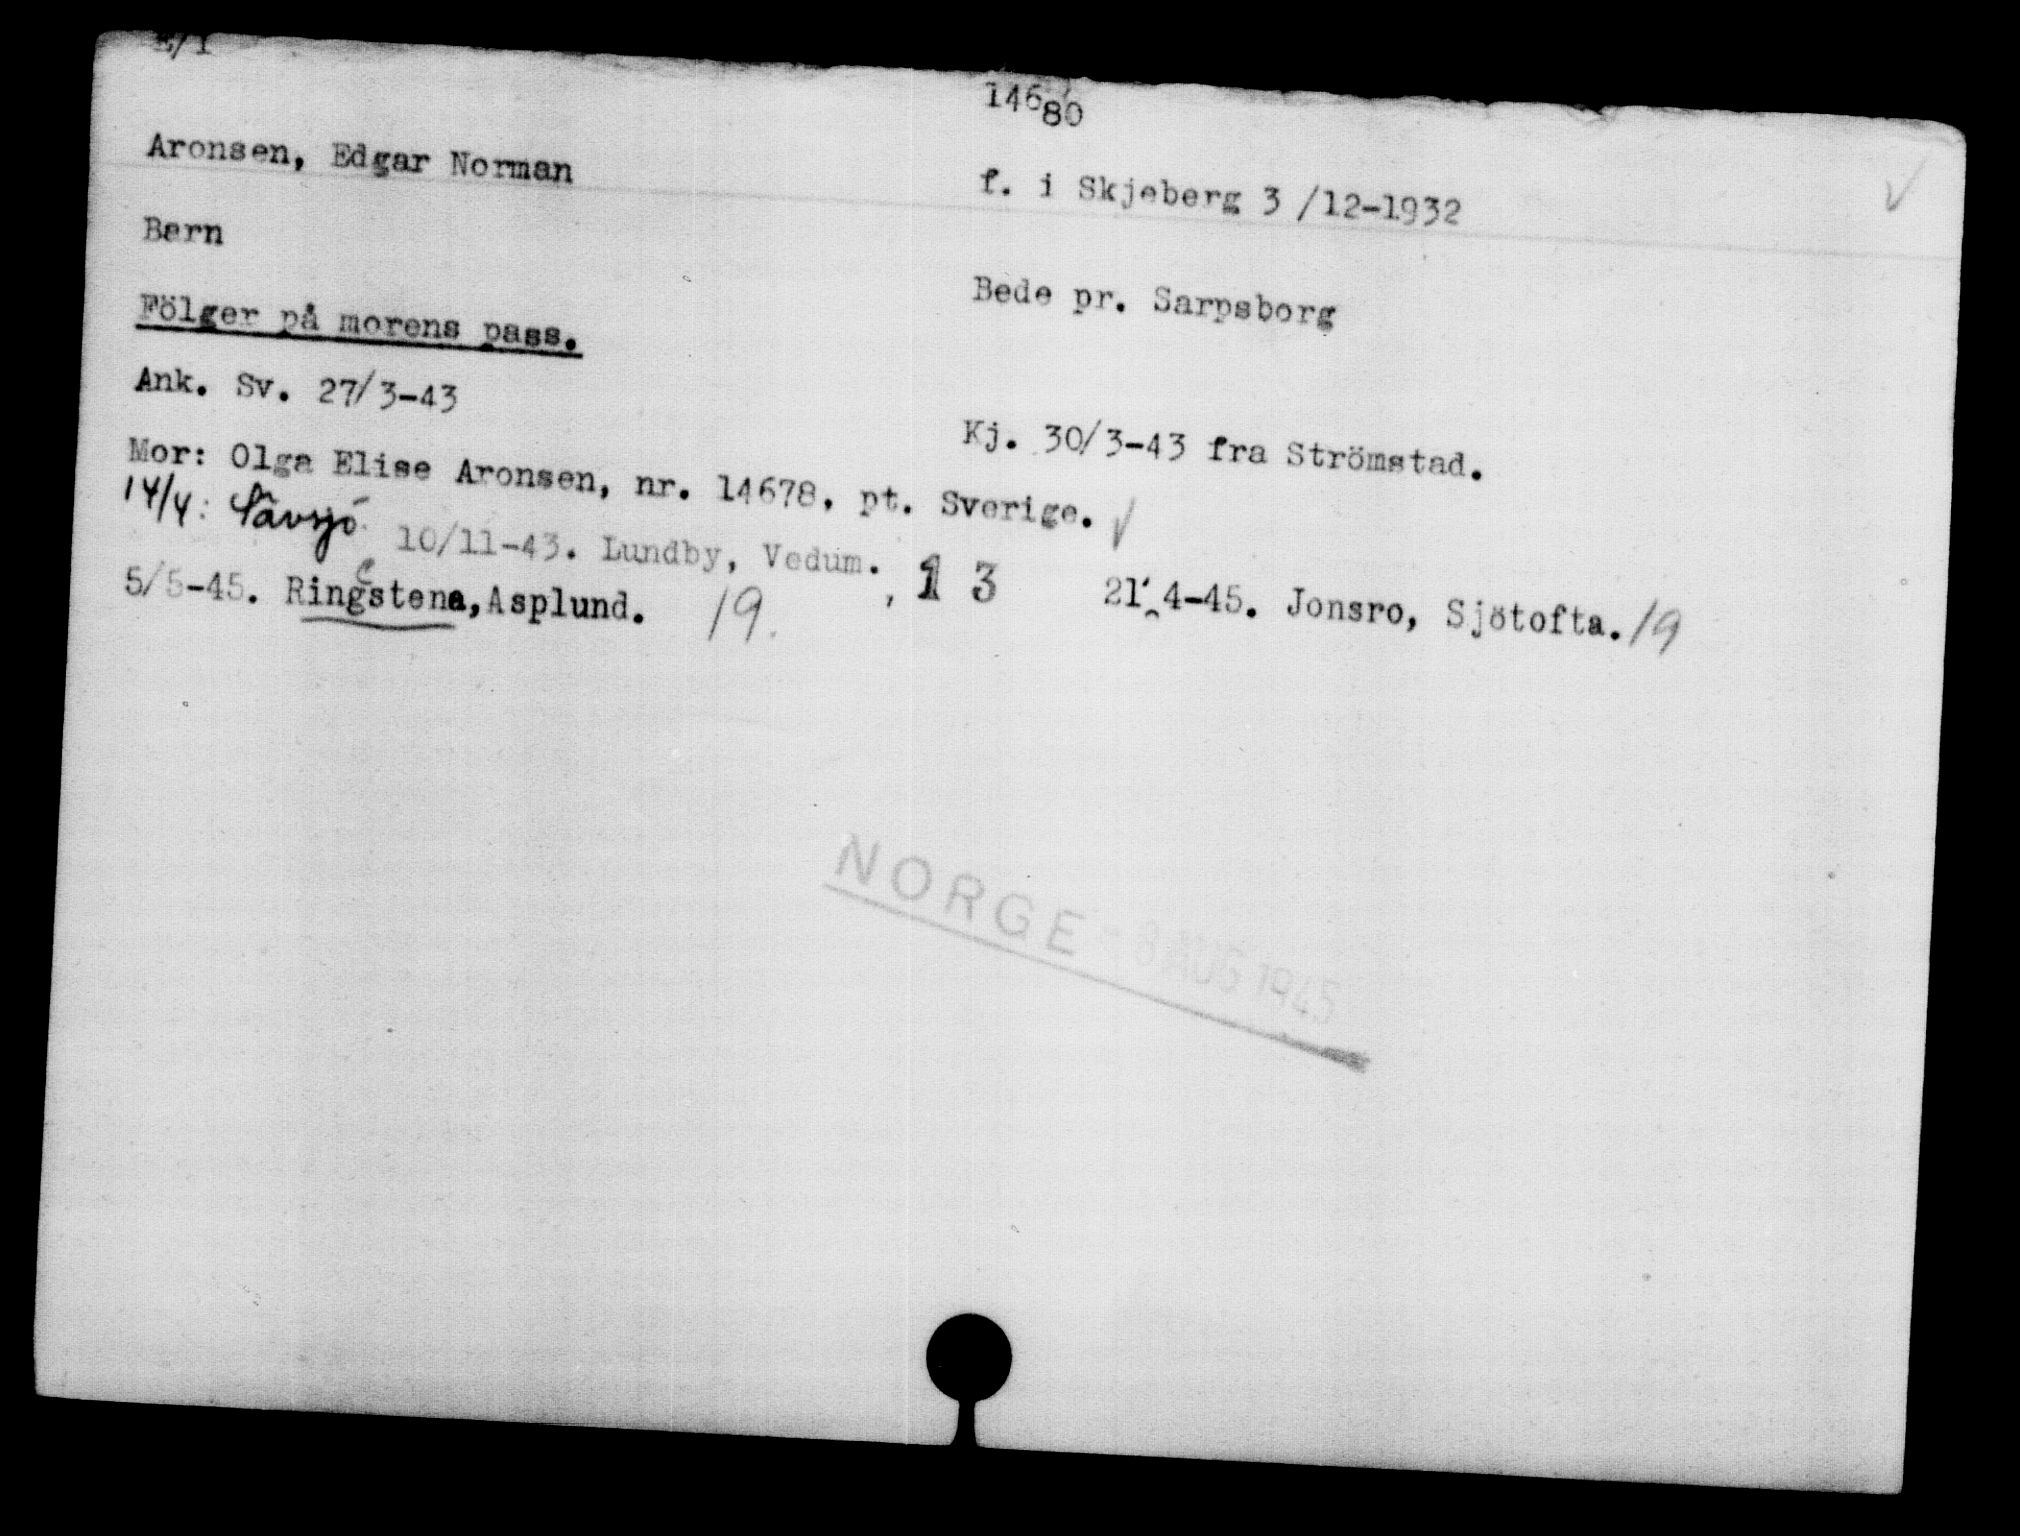 E/I
14680
Aronsen, Edgar Norman
f. i Skjeberg 3 /12-1932 √
Barn
Bede pr. Sarpsborg
Fölger på morens pass.
Ank. Sv. 27/3-43
Kj. 30/3-43 fra Strömstad.
Mor: Olga Elise Aronsen, nr. 14678, pt. Sverige. √
14/4: Sävsjö. 10/11-43. Lundby, Vedum. , 13 21/4-45. Jonsro, Sjötofta. 19
5/5-45. Ringstena, Asplund. 19.
NORGE - 8 AUG 1945